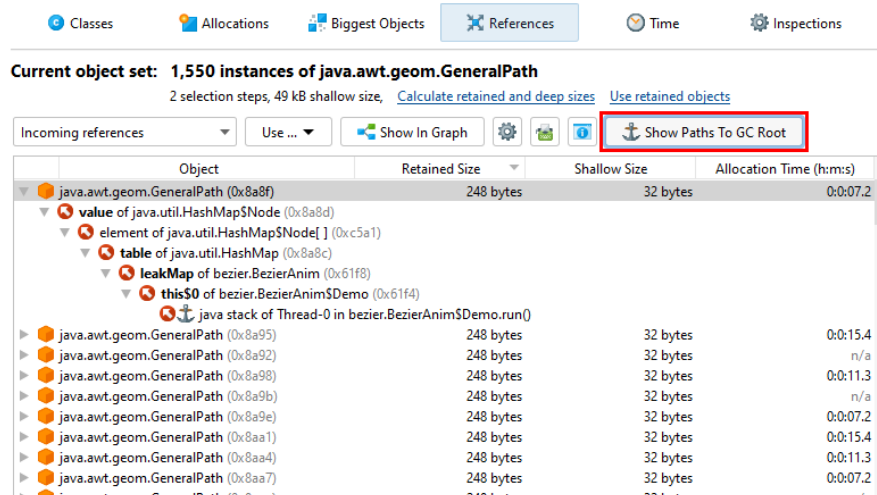 Classes Allocations Biggest Objects References Time Inspections
Current object set: 1,550 instances of java.awt.geom.GeneralPath
2 selection steps, 49 kB shallow size, Calculate retained and deep sizes Use retained objects
Incoming references Use ... Show In Graph Show Paths To GC Root
Object Retained Size Shallow Size Allocation Time (h:m:s)
java.awt.geom.GeneralPath (0x8a8f) 248 bytes 32 bytes 0:0:07.2
value of java.util.HashMap$Node (0x8a8d)
element of java.util.HashMap$Node[ ] (0xc5a1)
table of java.util.HashMap (0x8a8c)
leakMap of bezier.BezierAnim (0x61f8)
this$0 of bezier.BezierAnim$Demo (0x61f4)
java stack of Thread-0 in bezier.BezierAnim$Demo.run()
java.awt.geom.GeneralPath (0x8a95) 248 bytes 32 bytes 0:0:15.4
java.awt.geom.GeneralPath (0x8a92) 248 bytes 32 bytes n/a
java.awt.geom.GeneralPath (0x8a98) 248 bytes 32 bytes 0:0:11.3
java.awt.geom.GeneralPath (0x8a9b) 248 bytes 32 bytes n/a
java.awt.geom.GeneralPath (0x8a9e) 248 bytes 32 bytes 0:0:07.2
java.awt.geom.GeneralPath (0x8aa1) 248 bytes 32 bytes 0:0:15.4
java.awt.geom.GeneralPath (0x8aa4) 248 bytes 32 bytes 0:0:11.3
java.awt.geom.GeneralPath (0x8aa7) 248 bytes 32 bytes 0:0:07.2